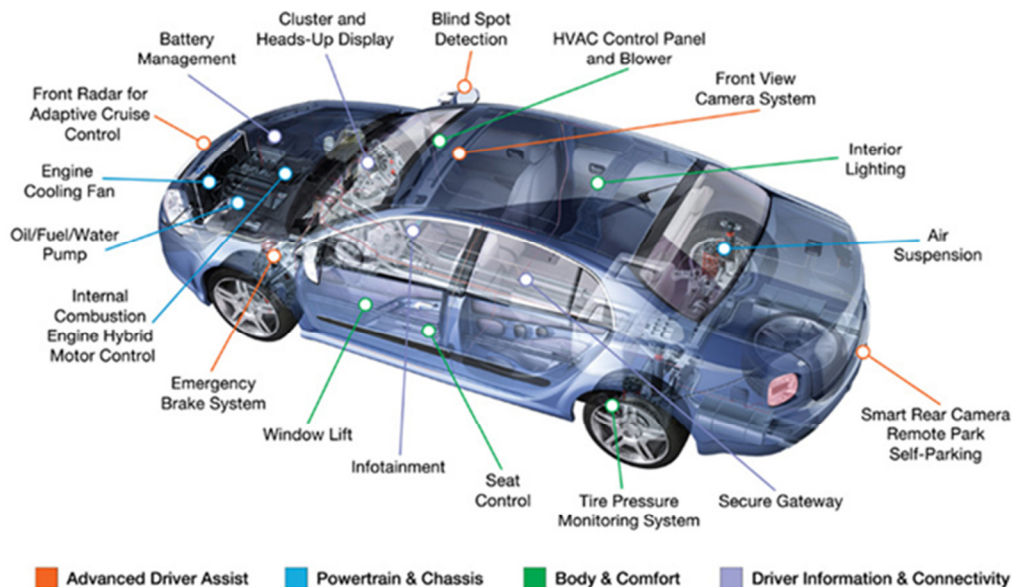 Cluster and
Heads-Up Display
Blind Spot
Detection
Battery
Management
HVAC Control Panel
and Blower
Front View
Camera System
Front Radar for
Adaptive Cruise
Control
Interior
Lighting
Engine
Cooling Fan
Oil/Fuel/Water
Pump
Air
Suspension
Internal
Combustion
Engine Hybrid
Motor Control
Emergency
Brake System
Smart Rear Camera
Remote Park
Self-Parking
Window Lift
Infotainment
Seat
Control
Tire Pressure
Monitoring System
Secure Gateway
Advanced Driver Assist
Powertrain & Chassis
Body & Comfort
Driver Information & Connectivity